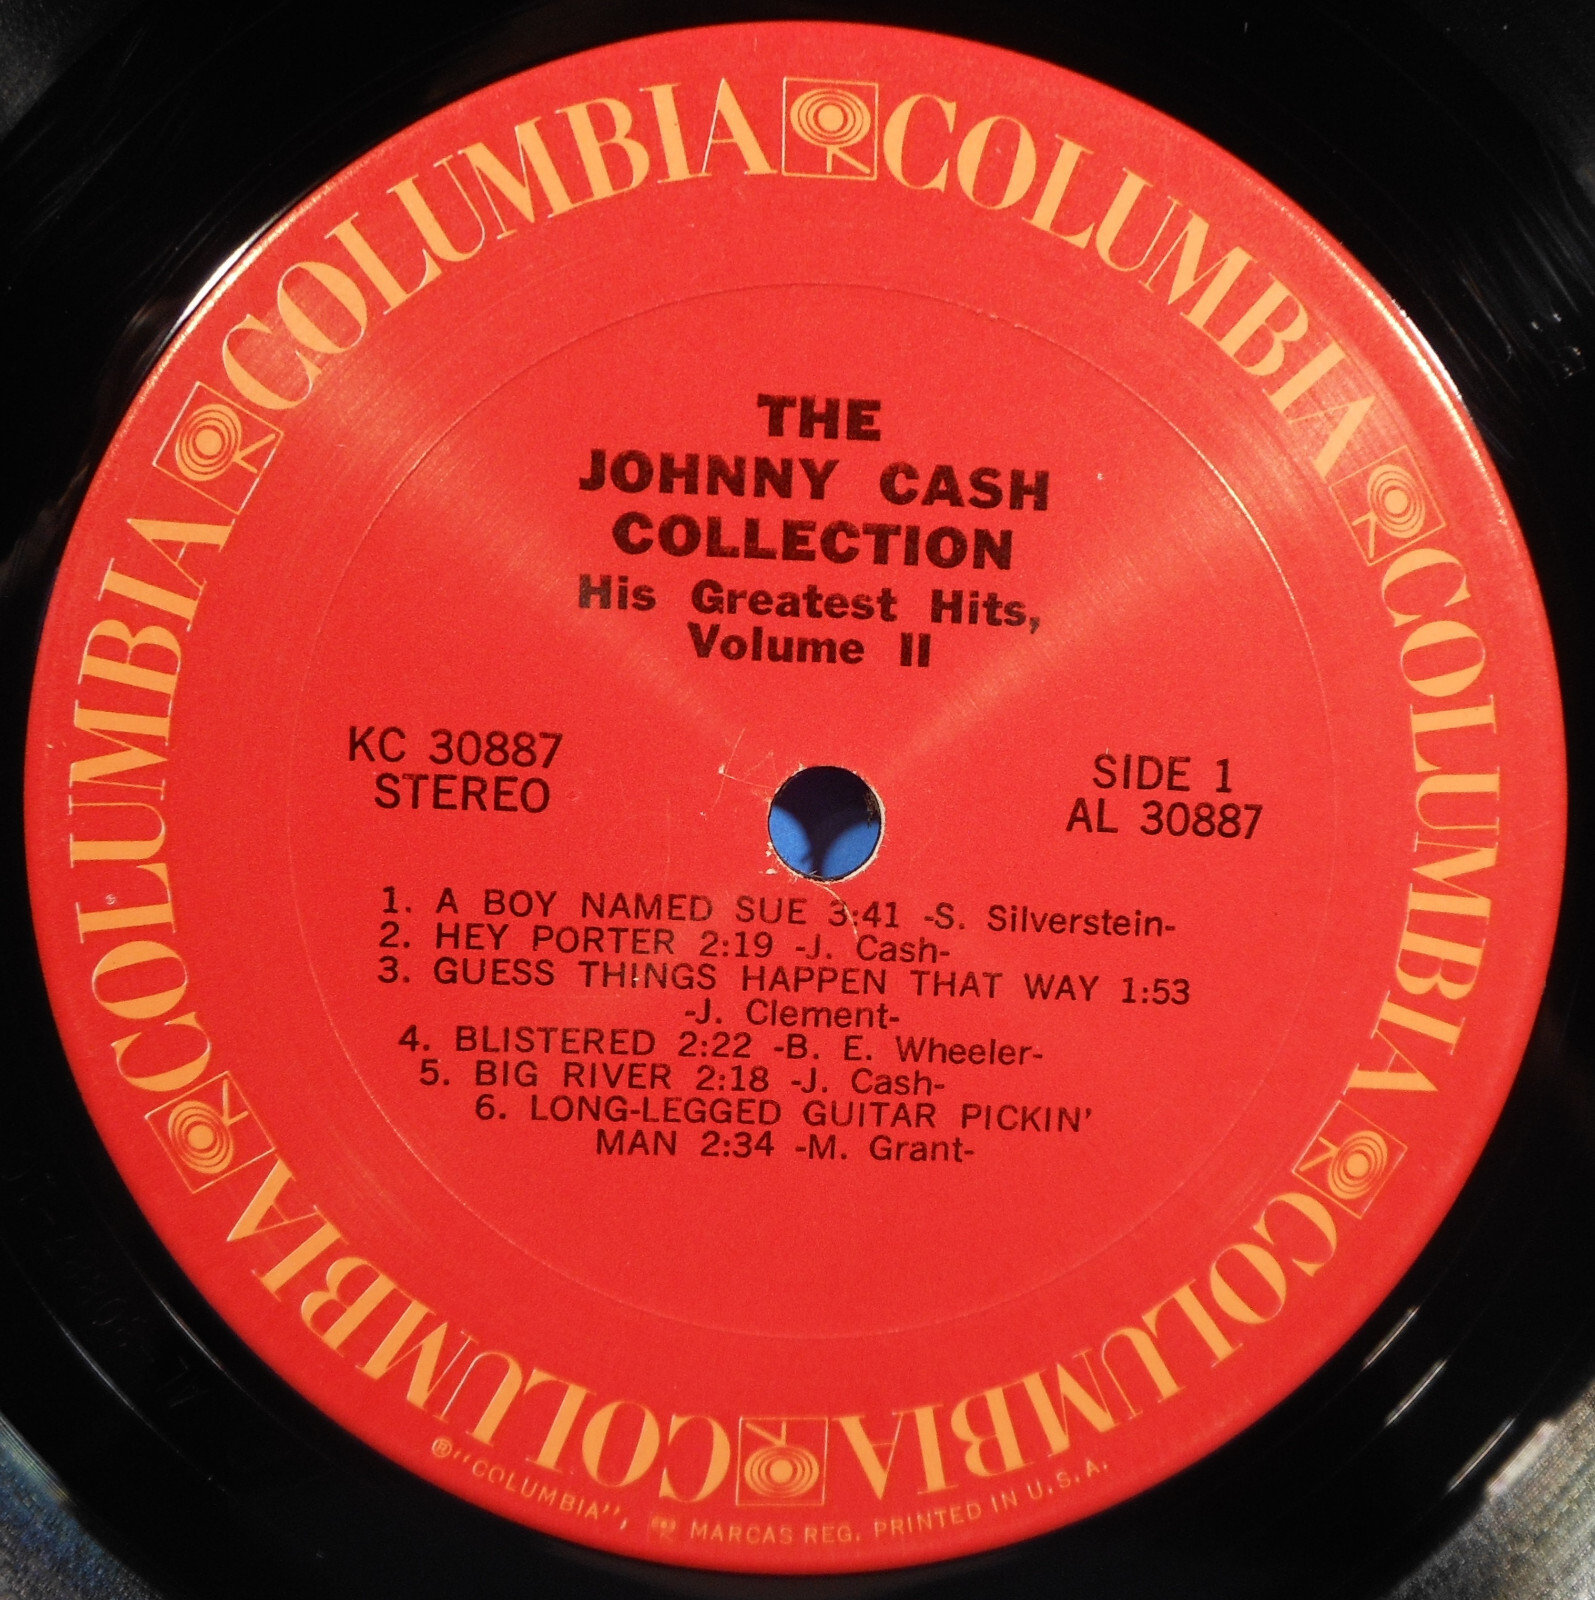 COLUMBIA COLUMBIA COLUMBIA COLUMBIA COLUMBIA COLUMBIA
THE
JOHNNY CASH
COLLECTION
His Greatest Hits,
Volume II
KC 30887
STEREO
SIDE 1
AL 30887
1. A BOY NAMED SUE 3:41 -S. Silverstein-
2. HEY PORTER 2:19 -J. Cash-
3. GUESS THINGS HAPPEN THAT WAY 1:53
-J. Clement-
4. BLISTERED 2:22 -B. E. Wheeler-
5. BIG RIVER 2:18 -J. Cash-
6. LONG-LEGGED GUITAR PICKIN'
MAN 2:34 -M. Grant-
® "COLUMBIA", MARCAS REG. PRINTED IN U.S.A.